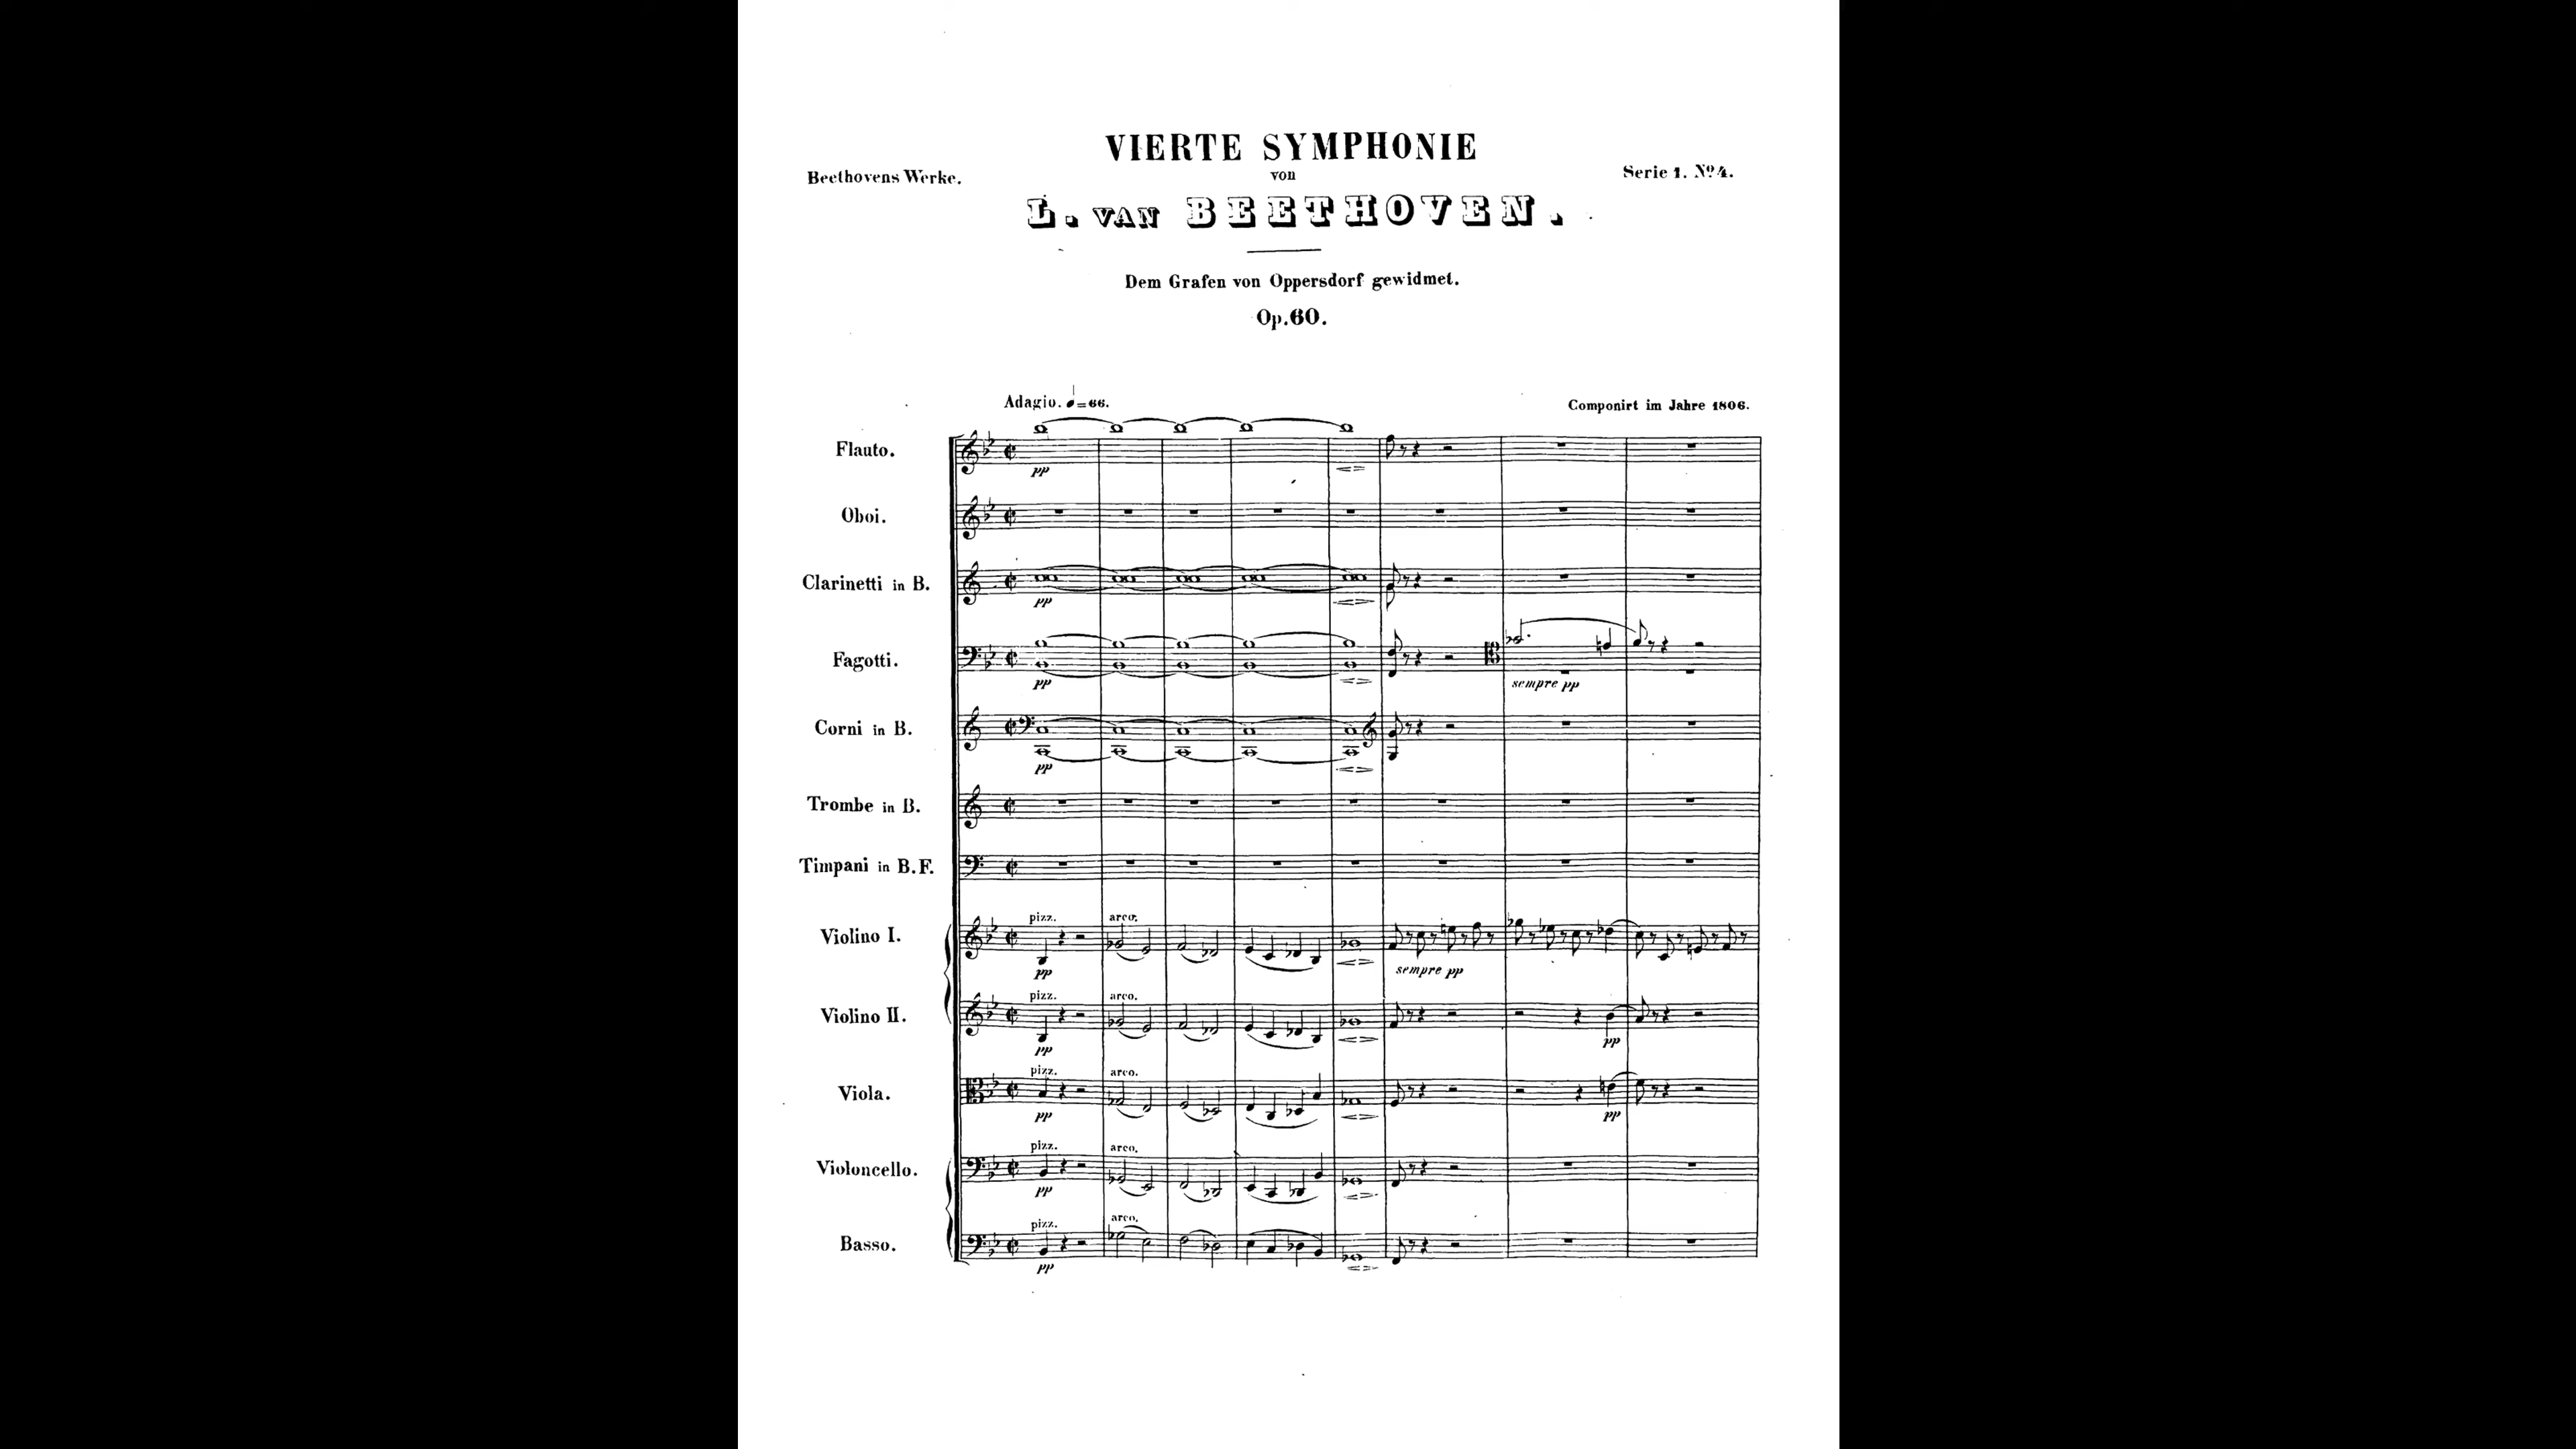 VIERTE SYMPHONIE
Beethovens Werke.
von
Serie 1. Nº 4.
L. VAN BEETHOVEN.
Dem Grafen von Oppersdorf gewidmet.
Op. 60.
Adagio. 𝅘𝅥=66.
Componirt im Jahre 1806.
Flauto.
pp
Oboi.
Clarinetti in B.
pp
Fagotti.
pp
sempre pp
Corni in B.
pp
Trombe in B.
Timpani in B.F.
pizz. arco.
Violino I.
pp
sempre pp
pizz. arco.
Violino II.
pp
pp
pizz. arco.
Viola.
pp
pp
pizz. arco.
Violoncello.
pp
pizz. arco.
Basso.
pp